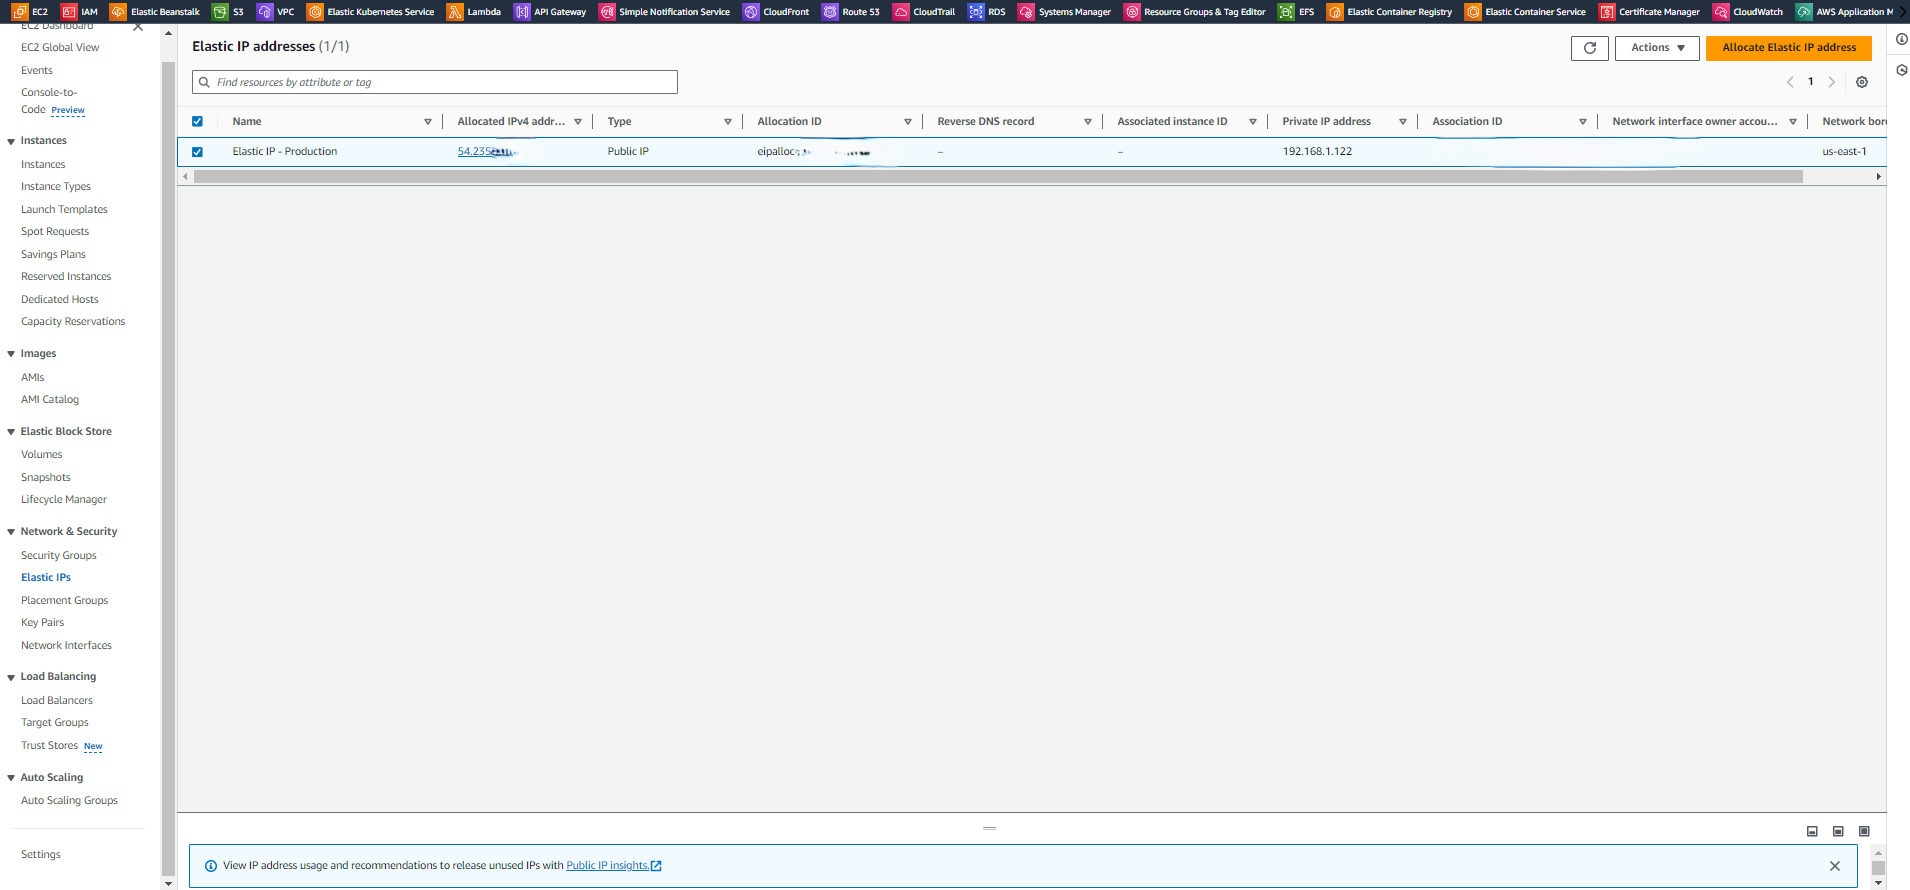 EC2 IAM Elastic Beanstalk S3 VPC Elastic Kubernetes Service Lambda API Gateway Simple Notification Service CloudFront Route 53 CloudTrail RDS Systems Manager Resource Groups & Tag Editor EFS Elastic Container Registry Elastic Container Service Certificate Manager CloudWatch AWS Application M
EC2 Dashboard
EC2 Global View
Events
Console-to-
Code Preview
Instances
Instances
Instance Types
Launch Templates
Spot Requests
Savings Plans
Reserved Instances
Dedicated Hosts
Capacity Reservations
Images
AMIs
AMI Catalog
Elastic Block Store
Volumes
Snapshots
Lifecycle Manager
Network & Security
Security Groups
Elastic IPs
Placement Groups
Key Pairs
Network Interfaces
Load Balancing
Load Balancers
Target Groups
Trust Stores New
Auto Scaling
Auto Scaling Groups
Settings
Elastic IP addresses (1/1)
Actions
Allocate Elastic IP address
Find resources by attribute or tag
1
Name Allocated IPv4 addr... Type Allocation ID Reverse DNS record Associated instance ID Private IP address Association ID Network interface owner accou... Network bor
Elastic IP - Production 54.235 Public IP eipalloc – – 192.168.1.122 us-east-1
View IP address usage and recommendations to release unused IPs with Public IP insights.